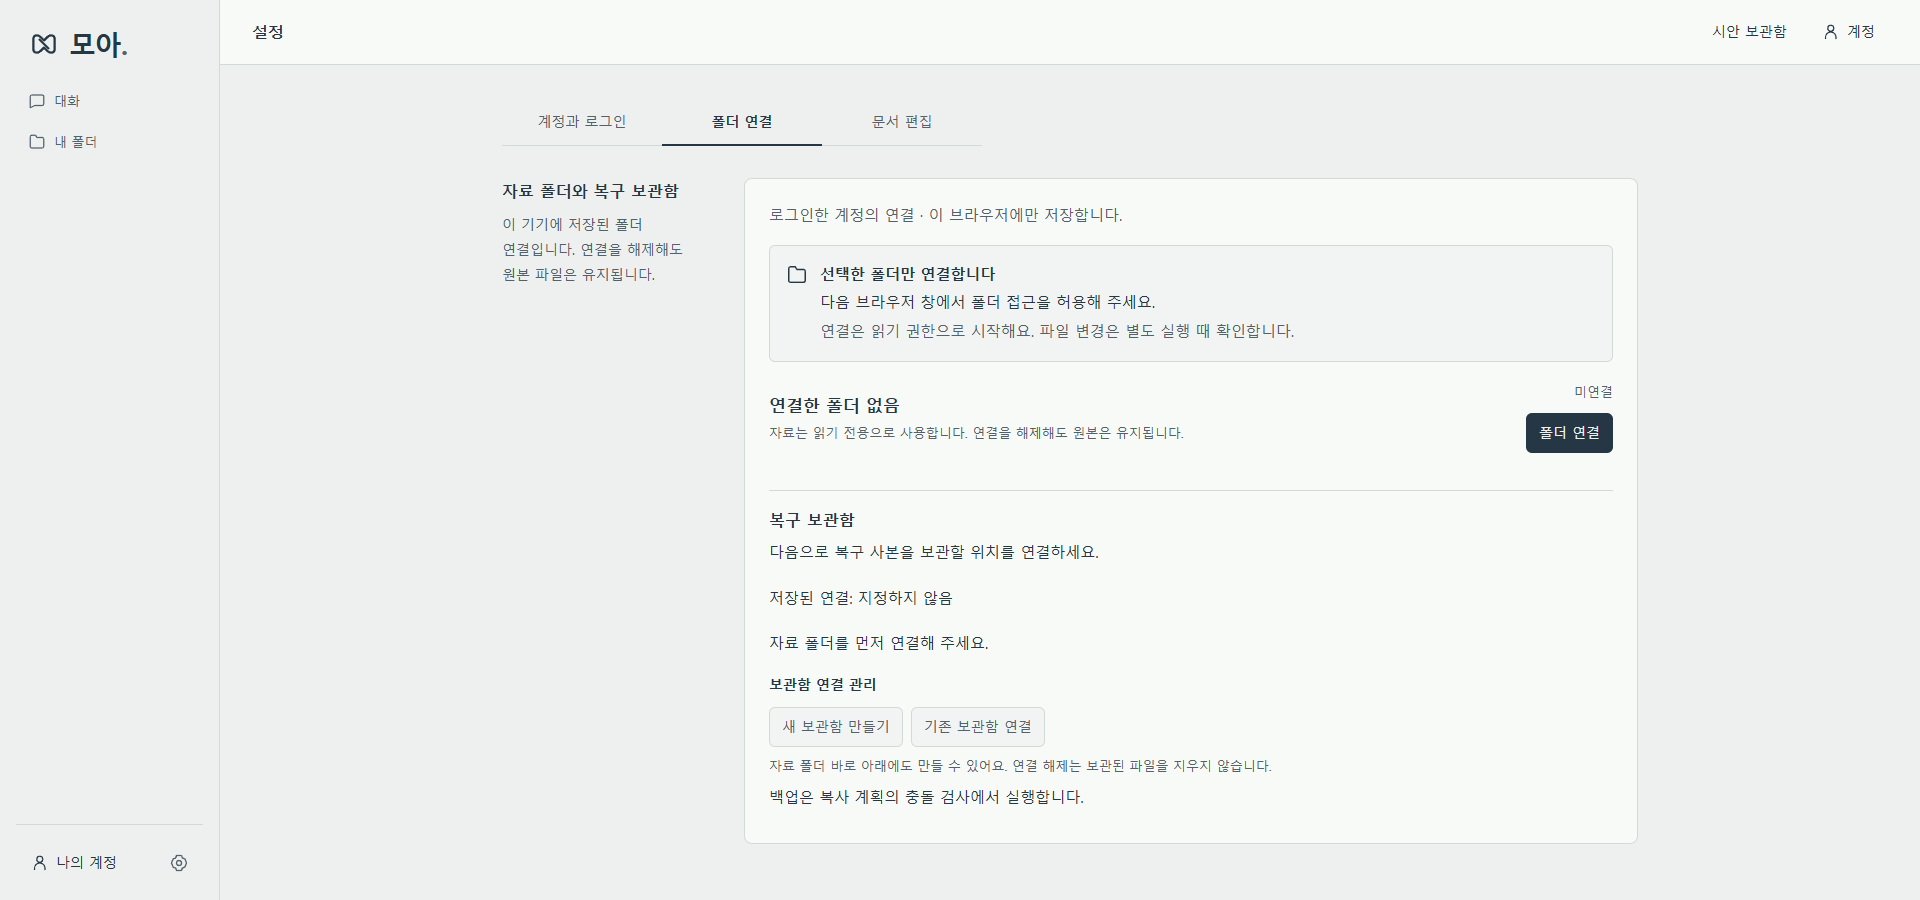 모아.
대화
내 폴더
나의 계정
설정
시안 보관함
계정
계정과 로그인
폴더 연결
문서 편집
자료 폴더와 복구 보관함
이 기기에 저장된 폴더
연결입니다. 연결을 해제해도
원본 파일은 유지됩니다.
로그인한 계정의 연결 · 이 브라우저에만 저장합니다.
선택한 폴더만 연결합니다
다음 브라우저 창에서 폴더 접근을 허용해 주세요.
연결은 읽기 권한으로 시작해요. 파일 변경은 별도 실행 때 확인합니다.
미연결
연결한 폴더 없음
자료는 읽기 전용으로 사용합니다. 연결을 해제해도 원본은 유지됩니다.
폴더 연결
복구 보관함
다음으로 복구 사본을 보관할 위치를 연결하세요.
저장된 연결: 지정하지 않음
자료 폴더를 먼저 연결해 주세요.
보관함 연결 관리
새 보관함 만들기
기존 보관함 연결
자료 폴더 바로 아래에도 만들 수 있어요. 연결 해제는 보관된 파일을 지우지 않습니다.
백업은 복사 계획의 충돌 검사에서 실행합니다.